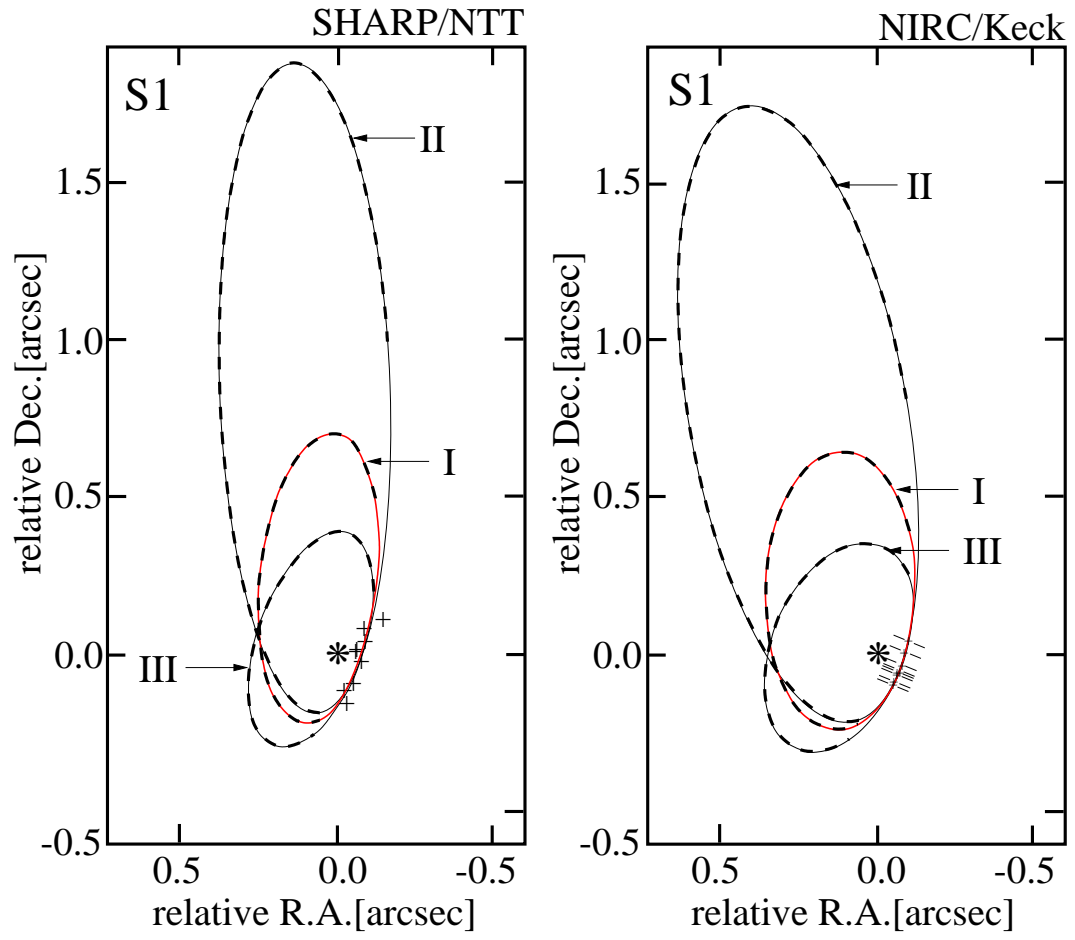 SHARP/NTT
S1
II
I
III
1.5
1.0
0.5
0.0
-0.5
0.5
0.0
-0.5
relative Dec.[arcsec]
relative R.A.[arcsec]
NIRC/Keck
S1
II
I
III
1.5
1.0
0.5
0.0
-0.5
0.5
0.0
-0.5
relative Dec.[arcsec]
relative R.A.[arcsec]